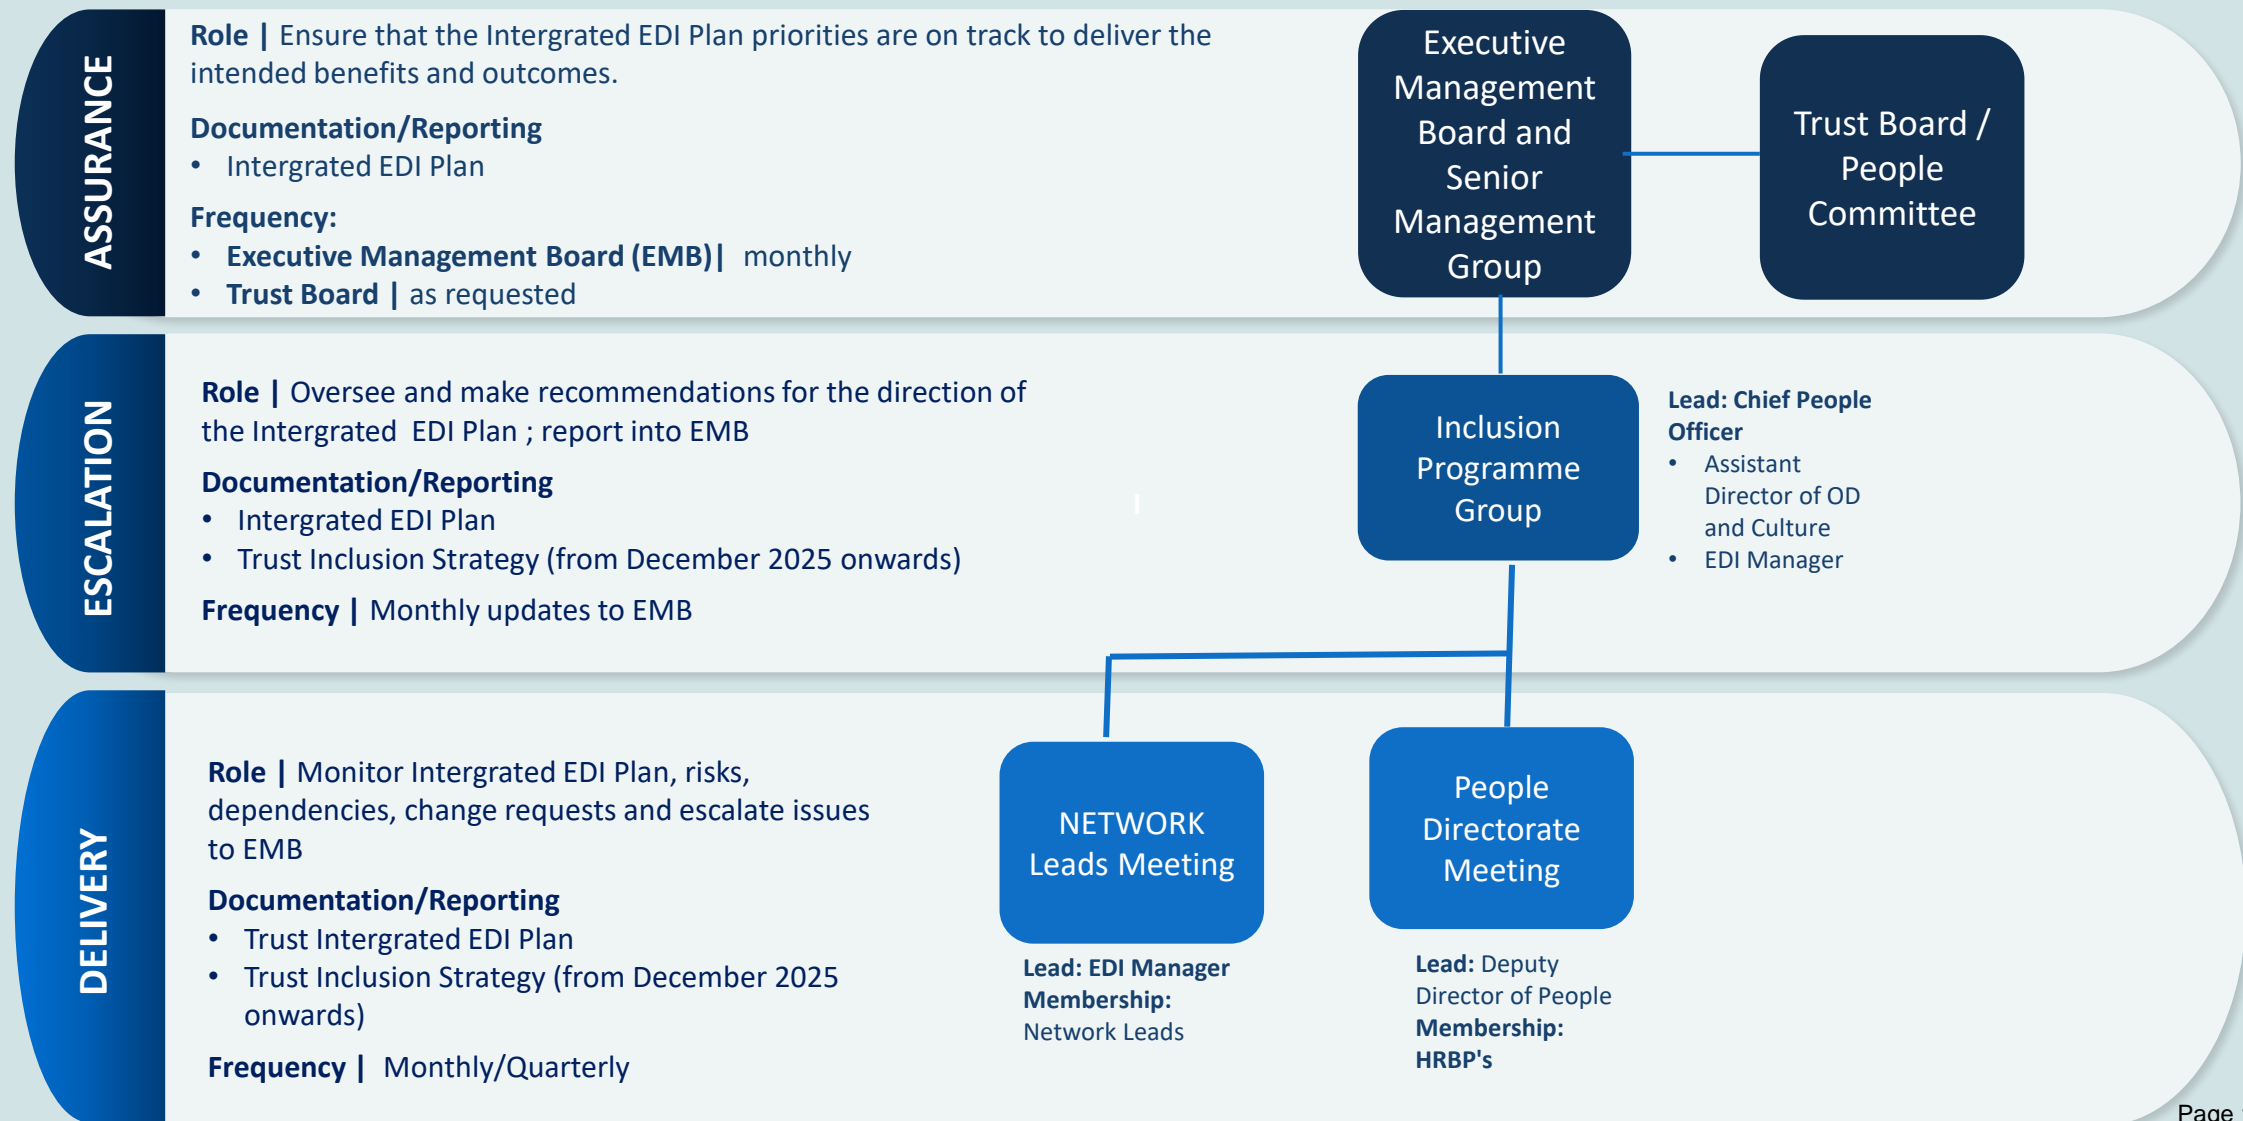 ASSURANCE
Role | Ensure that the Intergrated EDI Plan priorities are on track to deliver the
intended benefits and outcomes.
Documentation/Reporting
• Intergrated EDI Plan
Frequency:
• Executive Management Board (EMB)| monthly
• Trust Board | as requested
Executive
Management
Board and
Senior
Management
Group
Trust Board /
People
Committee
ESCALATION
Role | Oversee and make recommendations for the direction of
the Intergrated EDI Plan ; report into EMB
Documentation/Reporting
• Intergrated EDI Plan
• Trust Inclusion Strategy (from December 2025 onwards)
Frequency | Monthly updates to EMB
Inclusion
Programme
Group
Lead: Chief People
Officer
• Assistant
Director of OD
and Culture
• EDI Manager
DELIVERY
Role | Monitor Intergrated EDI Plan, risks,
dependencies, change requests and escalate issues
to EMB
Documentation/Reporting
• Trust Intergrated EDI Plan
• Trust Inclusion Strategy (from December 2025
onwards)
Frequency | Monthly/Quarterly
NETWORK
Leads Meeting
Lead: EDI Manager
Membership:
Network Leads
People
Directorate
Meeting
Lead: Deputy
Director of People
Membership:
HRBP's
Page